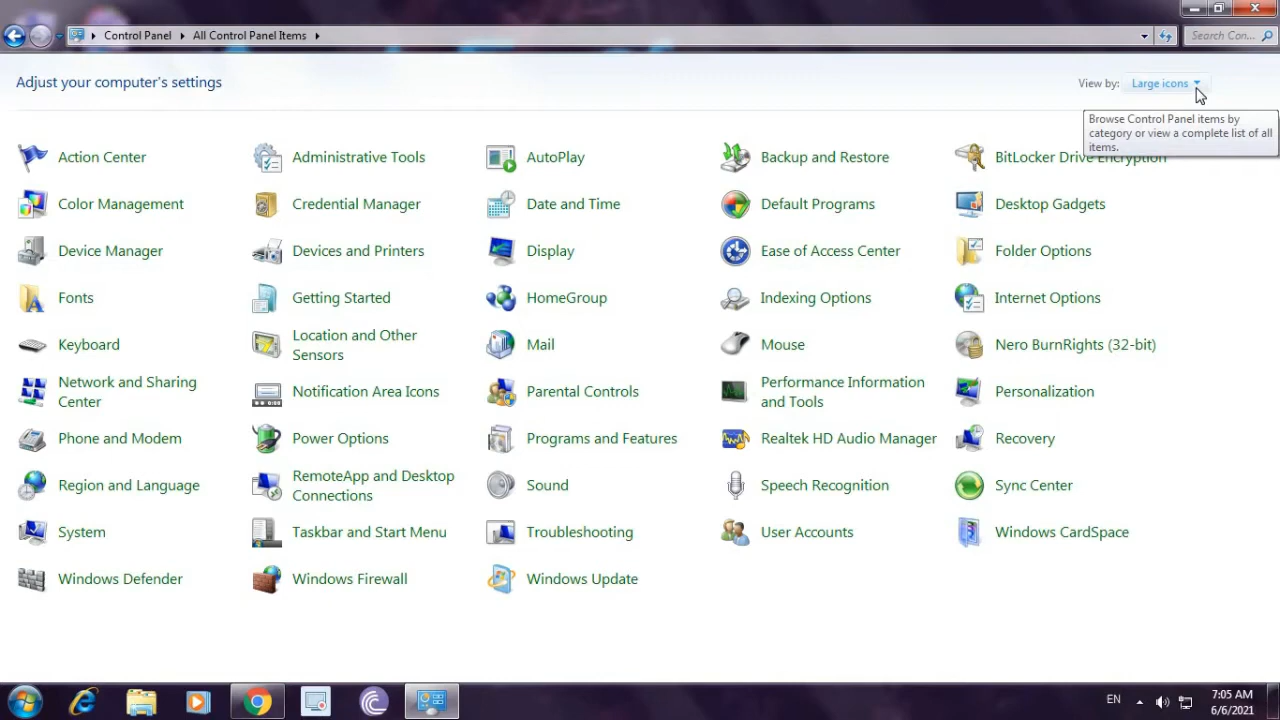 Control Panel
All Control Panel Items
Search Con...
Adjust your computer's settings
View by: Large icons
Browse Control Panel items by
category or view a complete list of all
items.
Action Center
Administrative Tools
AutoPlay
Backup and Restore
BitLocker Drive Encryption
Color Management
Credential Manager
Date and Time
Default Programs
Desktop Gadgets
Device Manager
Devices and Printers
Display
Ease of Access Center
Folder Options
Fonts
Getting Started
HomeGroup
Indexing Options
Internet Options
Keyboard
Location and Other
Sensors
Mail
Mouse
Nero BurnRights (32-bit)
Network and Sharing
Center
Notification Area Icons
Parental Controls
Performance Information
and Tools
Personalization
Phone and Modem
Power Options
Programs and Features
Realtek HD Audio Manager
Recovery
Region and Language
RemoteApp and Desktop
Connections
Sound
Speech Recognition
Sync Center
System
Taskbar and Start Menu
Troubleshooting
User Accounts
Windows CardSpace
Windows Defender
Windows Firewall
Windows Update
EN
7:05 AM
6/6/2021